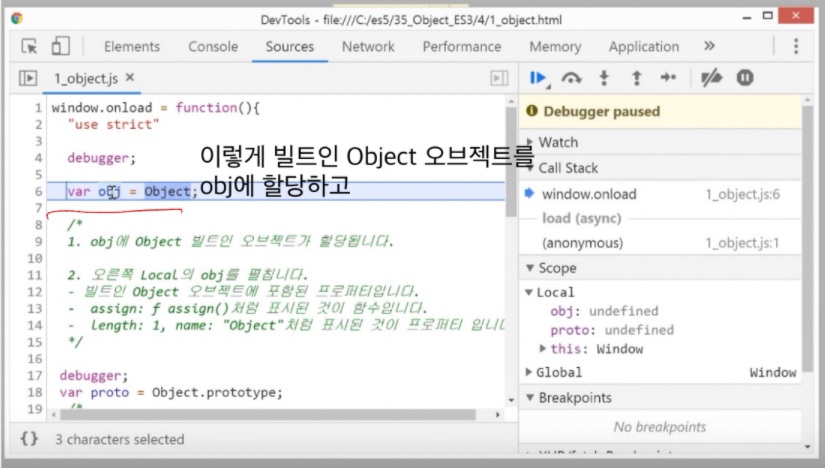 DevTools - file:///C:/es5/35_Object_ES3/4/1_object.html
Elements Console Sources Network Performance Memory Application »
1_object.js ×
1 window.onload = function(){
2 "use strict"
3
4 debugger;
5
6 var obj = Object;
7
8 /*
9 1. obj에 Object 빌트인 오브젝트가 할당됩니다.
10
11 2. 오른쪽 Local의 obj를 펼칩니다.
12 - 빌트인 Object 오브젝트에 포함된 프로퍼티입니다.
13 - assign: ƒ assign()처럼 표시된 것이 함수입니다.
14 - length: 1, name: "Object"처럼 표시된 것이 프로퍼티
15 */
16
17 debugger;
18 var proto = Object.prototype;
19 /*
이렇게 빌트인 Object 오브젝트를
obj에 할당하고
{} 3 characters selected
Debugger paused
Watch
Call Stack
window.onload 1_object.js:6
load (async)
(anonymous) 1_object.js:1
Scope
Local
obj: undefined
proto: undefined
this: Window
Global Window
Breakpoints
No breakpoints